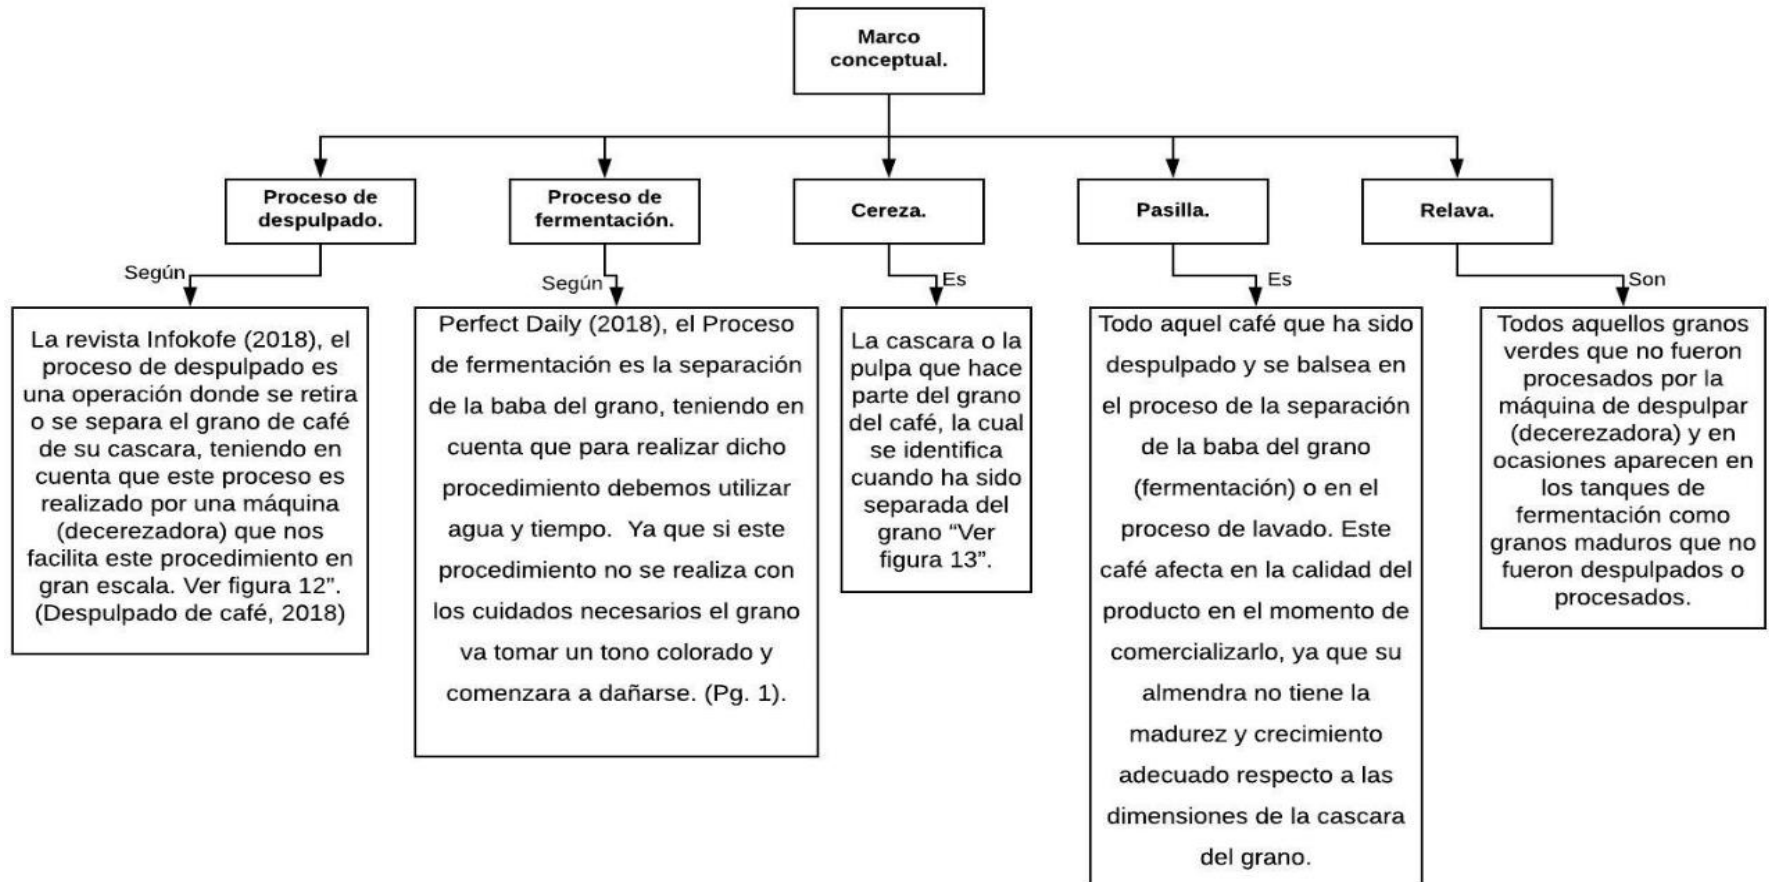 Marco
conceptual.
Proceso de
despulpado.
Proceso de
fermentación.
Cereza.
Pasilla.
Relava.
Según
La revista Infokofe (2018), el
proceso de despulpado es
una operación donde se retira
o se separa el grano de café
de su cascara, teniendo en
cuenta que este proceso es
realizado por una máquina
(decerezadora) que nos
facilita este procedimiento en
gran escala. Ver figura 12”.
(Despulpado de café, 2018)
Según
Perfect Daily (2018), el Proceso
de fermentación es la separación
de la baba del grano, teniendo en
cuenta que para realizar dicho
procedimiento debemos utilizar
agua y tiempo.  Ya que si este
procedimiento no se realiza con
los cuidados necesarios el grano
va tomar un tono colorado y
comenzara a dañarse. (Pg. 1).
Es
La cascara o la
pulpa que hace
parte del grano
del café, la cual
se identifica
cuando ha sido
separada del
grano “Ver
figura 13”.
Es
Todo aquel café que ha sido
despulpado y se balsea en
el proceso de la separación
de la baba del grano
(fermentación) o en el
proceso de lavado. Este
café afecta en la calidad del
producto en el momento de
comercializarlo, ya que su
almendra no tiene la
madurez y crecimiento
adecuado respecto a las
dimensiones de la cascara
del grano.
Son
Todos aquellos granos
verdes que no fueron
procesados por la
máquina de despulpar
(decerezadora) y en
ocasiones aparecen en
los tanques de
fermentación como
granos maduros que no
fueron despulpados o
procesados.